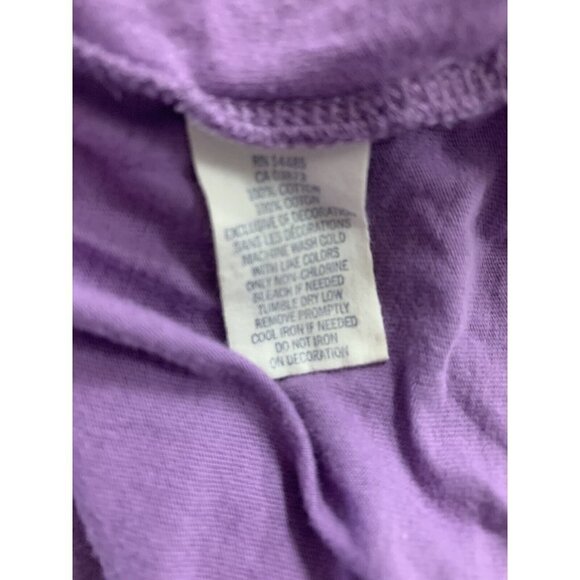 RN
CA
100% COTTON
100% COTON
EXCLUSIVE OF DECORATION
SANS LES DÉCORATIONS
MACHINE WASH COLD
WITH LIKE COLORS
ONLY NON-CHLORINE
BLEACH IF NEEDED
TUMBLE DRY LOW
REMOVE PROMPTLY
COOL IRON IF NEEDED
DO NOT IRON
ON DECORATION